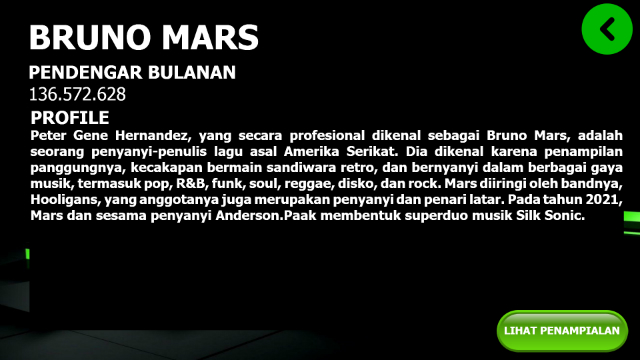 BRUNO MARS
PENDENGAR BULANAN
136.572.628
PROFILE
Peter Gene Hernandez, yang secara profesional dikenal sebagai Bruno Mars, adalah
seorang penyanyi-penulis lagu asal Amerika Serikat. Dia dikenal karena penampilan
panggungnya, kecakapan bermain sandiwara retro, dan bernyanyi dalam berbagai gaya
musik, termasuk pop, R&B, funk, soul, reggae, disko, dan rock. Mars diiringi oleh bandnya,
Hooligans, yang anggotanya juga merupakan penyanyi dan penari latar. Pada tahun 2021,
Mars dan sesama penyanyi Anderson.Paak membentuk superduo musik Silk Sonic.
LIHAT PENAMPIALAN